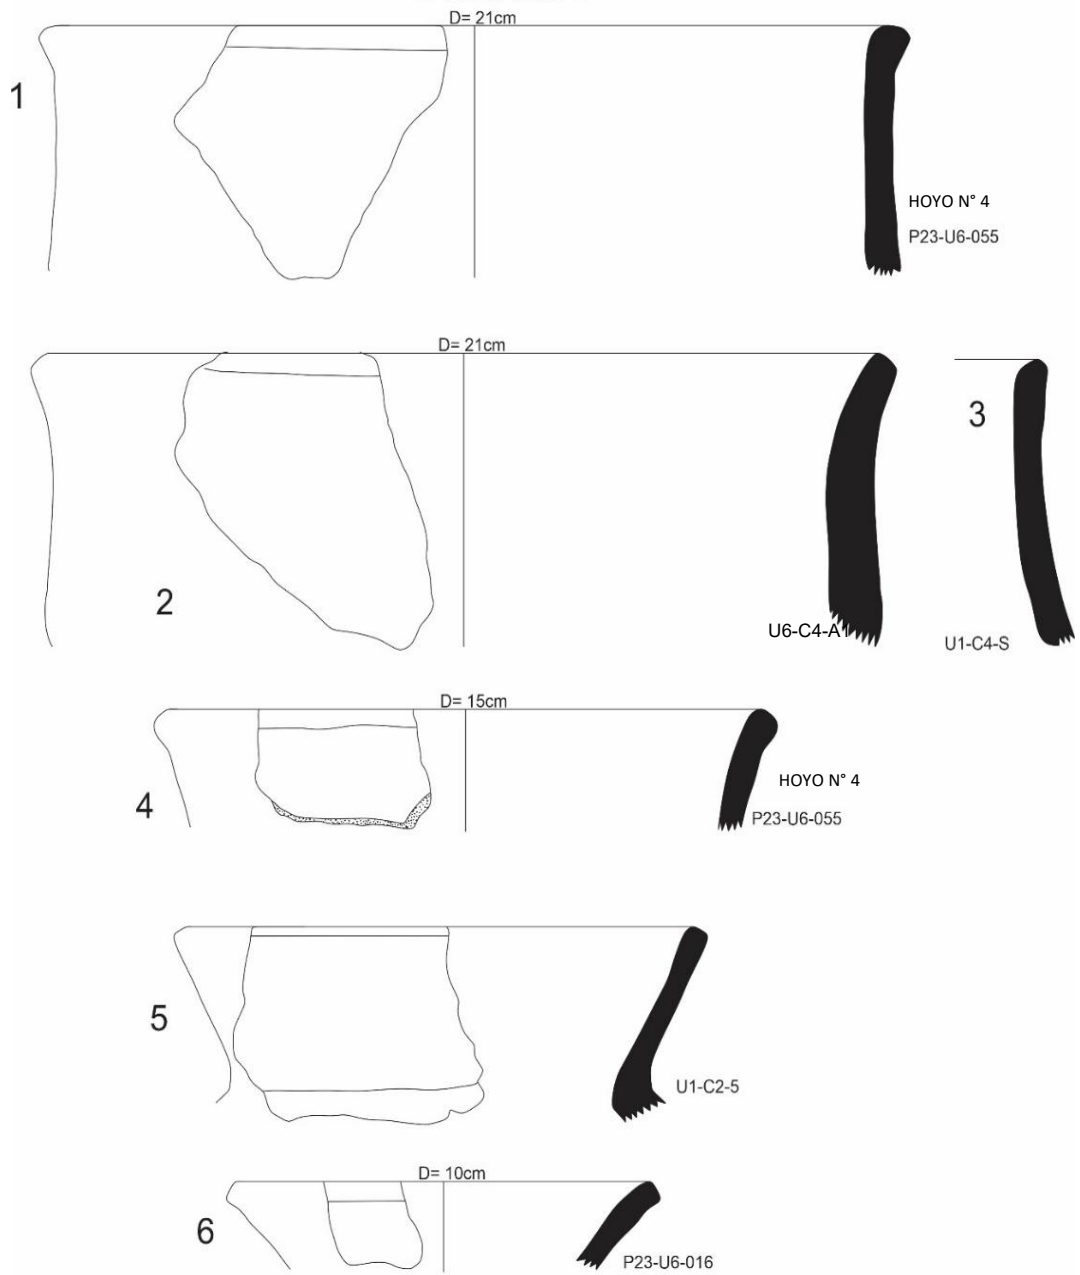 D= 21cm
1
HOYO N° 4
P23-U6-055
D= 21cm
3
2
U6-C4-A1
U1-C4-S
D= 15cm
HOYO N° 4
4
P23-U6-055
5
U1-C2-5
D= 10cm
6
P23-U6-016